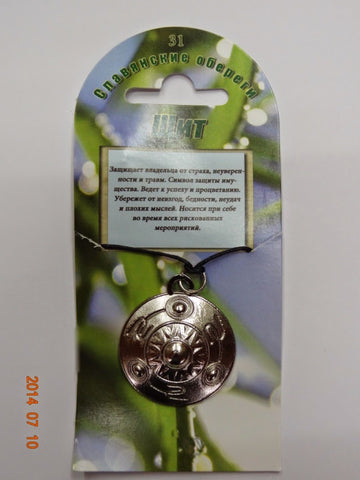 31
Славянские обереги
Щит
Защищает владельца от страха, неуверен-
ности и травм. Символ защиты иму-
щества. Ведет к успеху и процветанию.
Убережет от невзгод, бедности, неудач
и плохих мыслей. Носится при себе
во время всех рискованных
мероприятий.
2014 07 10